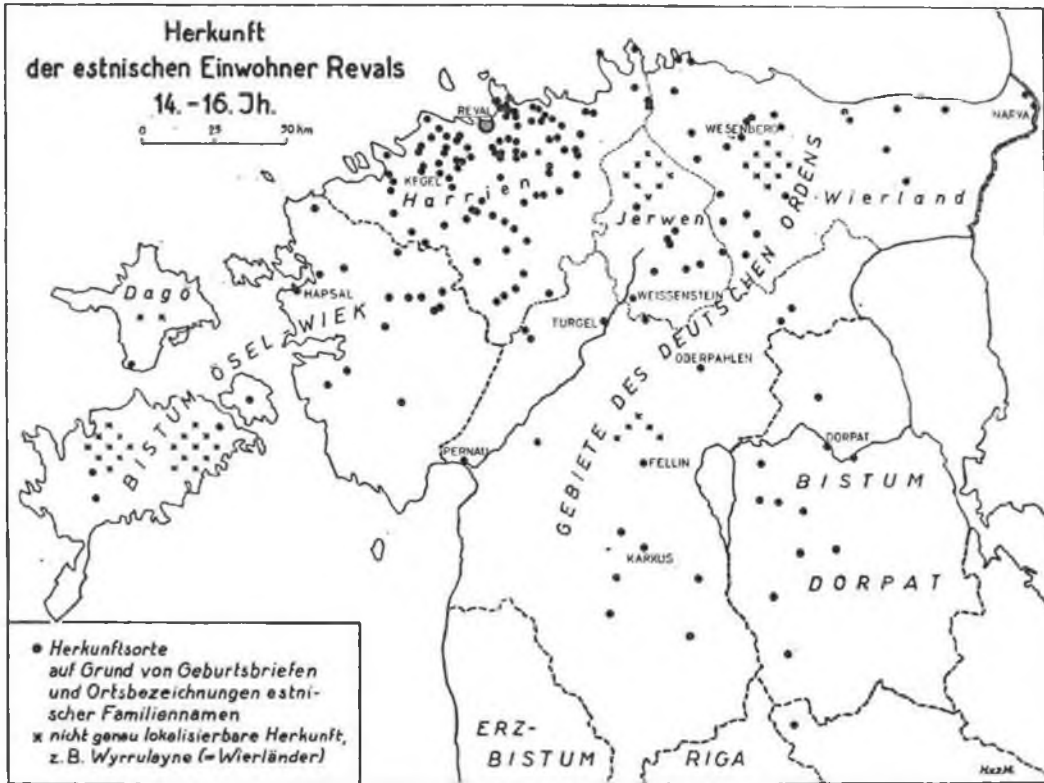 Herkunft
der estnischen Einwohner Revals
14.-16. Jh.
0 25 50 Km
REVAL
NARVA
WESENBERG
KEGEL
Harrien
Wierland
Jerwen
Dagö
HAPSAL
WEISSENSTEIN
TURGEL
OBERPAHLEN
BISTUM ÖSEL WIEK
GEBIETE DES DEUTSCHEN ORDENS
PERNAU
FELLIN
DORPAT
BISTUM
DORPAT
KARKUS
ERZ-
BISTUM RIGA
• Herkunftsorte
auf Grund von Geburtsbriefen
und Ortsbezeichnungen estni-
scher Familiennamen
x nicht genau lokalisierbare Herkunft,
z. B. Wyrrulayne (=Wierländer)